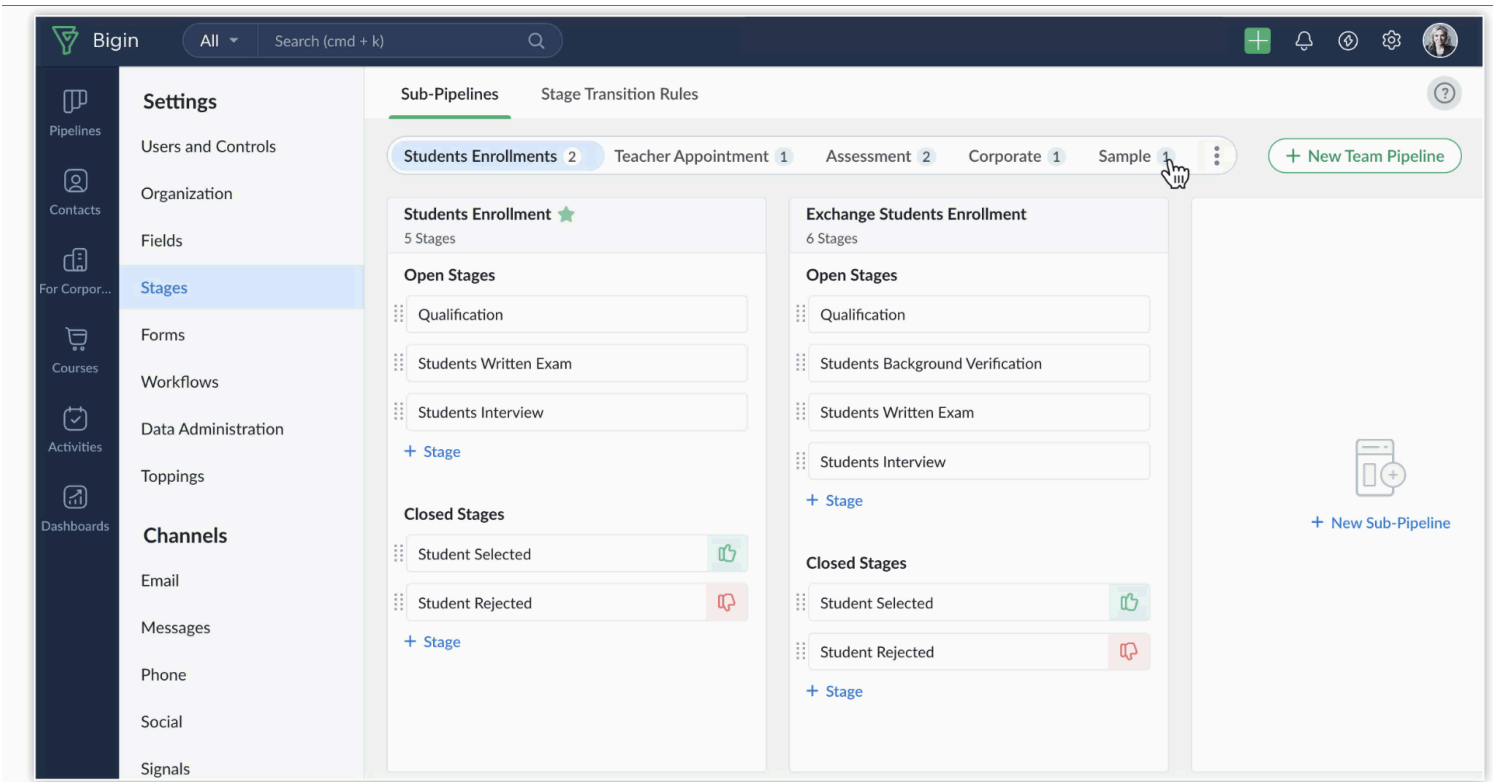 Bigin
All
Search (cmd + k)
Pipelines
Contacts
For Corpor...
Courses
Activities
Dashboards
Settings
Users and Controls
Organization
Fields
Stages
Forms
Workflows
Data Administration
Toppings
Channels
Email
Messages
Phone
Social
Signals
Sub-Pipelines Stage Transition Rules
?
Students Enrollments 2 Teacher Appointment 1 Assessment 2 Corporate 1 Sample 1
+ New Team Pipeline
Students Enrollment
5 Stages
Open Stages
Qualification
Students Written Exam
Students Interview
+ Stage
Closed Stages
Student Selected
Student Rejected
+ Stage
Exchange Students Enrollment
6 Stages
Open Stages
Qualification
Students Background Verification
Students Written Exam
Students Interview
+ Stage
Closed Stages
Student Selected
Student Rejected
+ Stage
+ New Sub-Pipeline